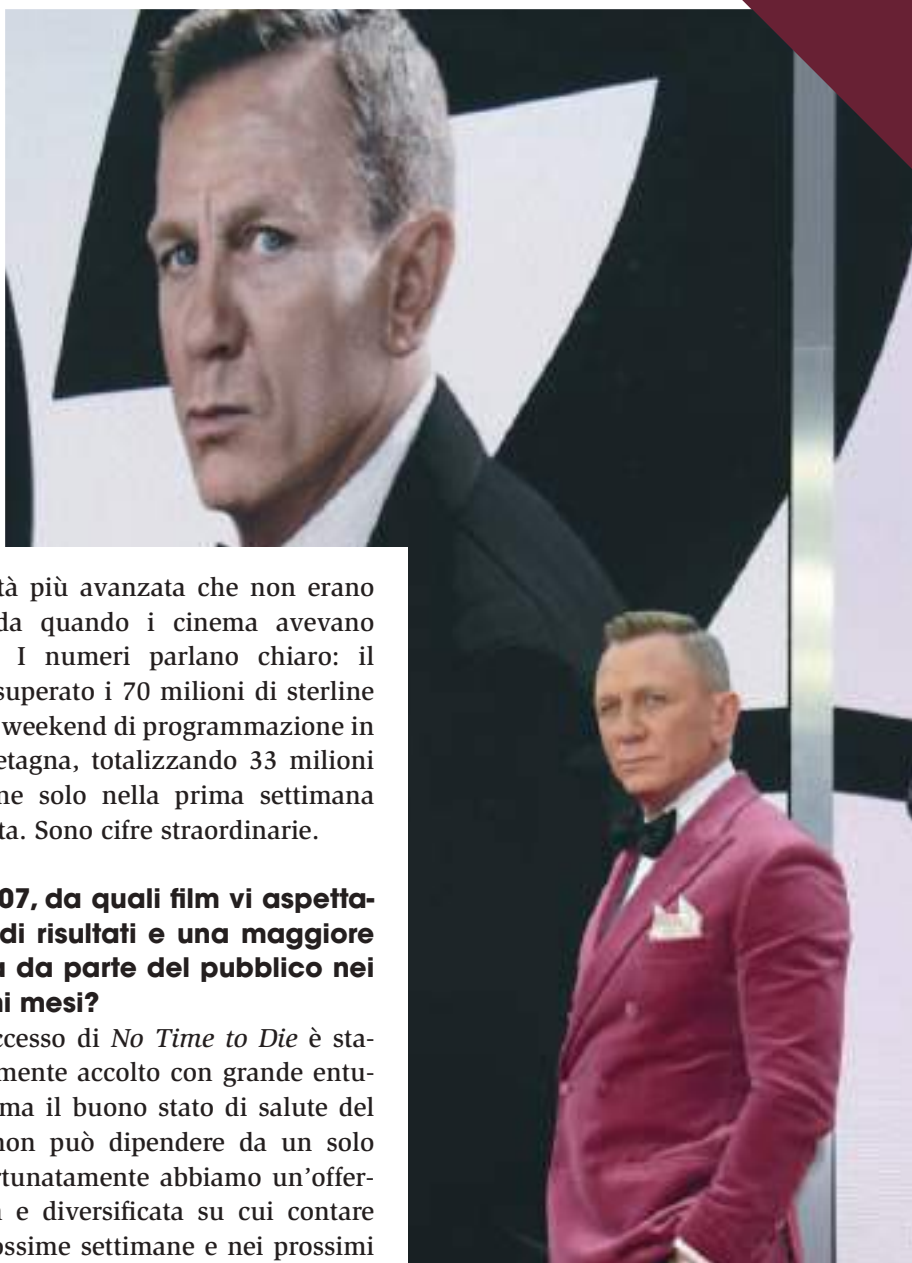 tà più avanzata che non erano
da quando i cinema avevano
I numeri parlano chiaro: il
superato i 70 milioni di sterline
weekend di programmazione in
etagna, totalizzando 33 milioni
ne solo nella prima settimana
ta. Sono cifre straordinarie.
07, da quali film vi aspetta-
di risultati e una maggiore
a da parte del pubblico nei
ni mesi?
ccesso di No Time to Die è sta-
mente accolto con grande entu-
ma il buono stato di salute del
non può dipendere da un solo
rtunatamente abbiamo un’offer-
a e diversificata su cui contare
ossime settimane e nei prossimi